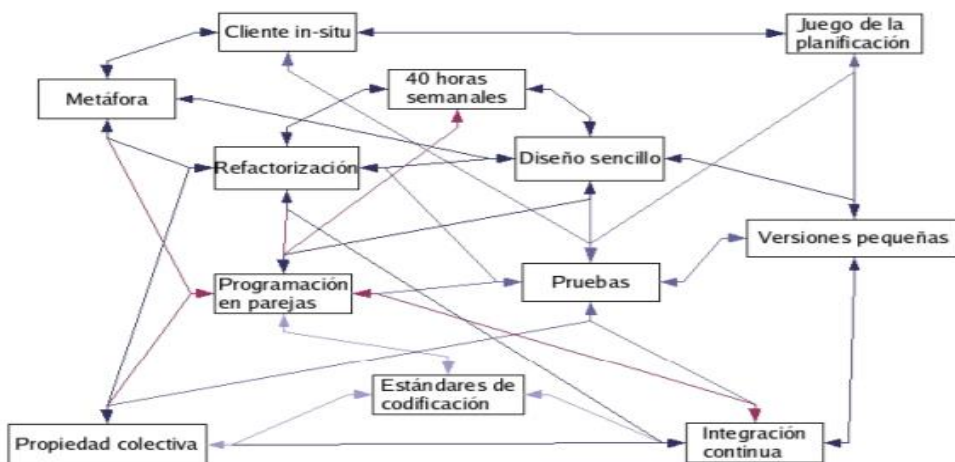 Cliente in-situ
Juego de la
planificación
40 horas
semanales
Metáfora
Refactorización
Diseño sencillo
Versiones pequeñas
Programación
en parejas
Pruebas
Estándares de
codificación
Propiedad colectiva
Integración
continua